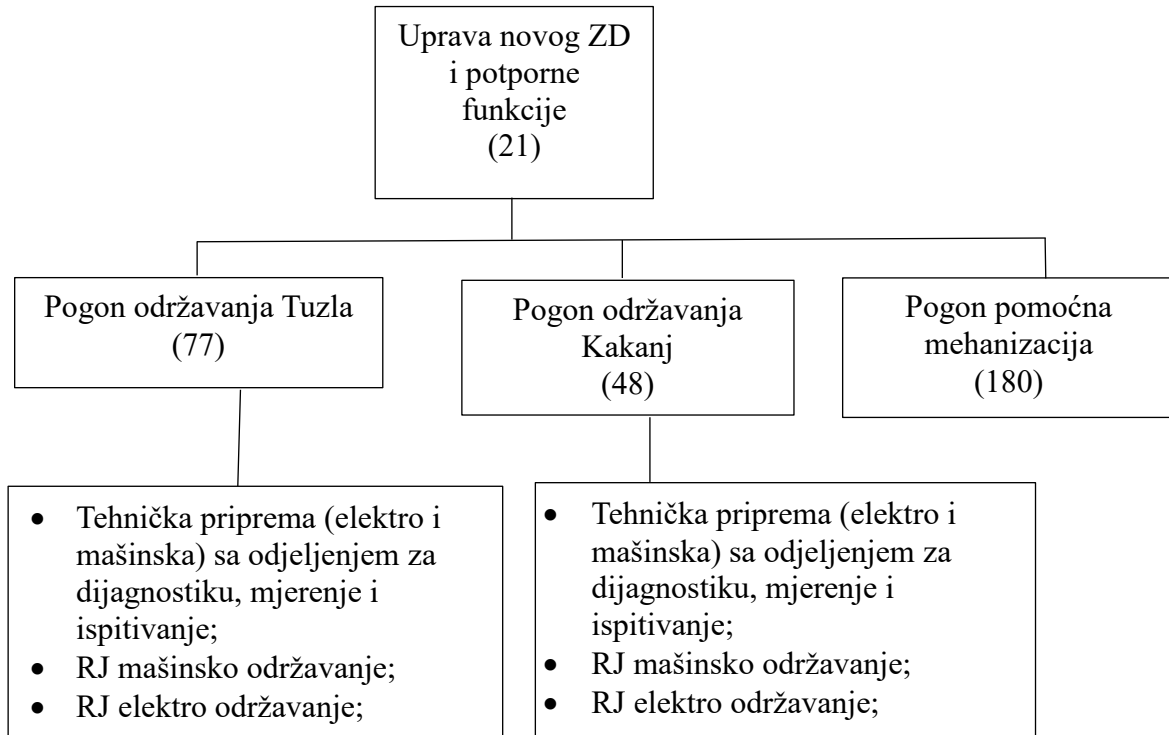 Uprava novog ZD
i potporne
funkcije
(21)
Pogon održavanja Tuzla
(77)
Pogon održavanja
Kakanj
(48)
Pogon pomoćna
mehanizacija
(180)
• Tehnička priprema (elektro i
mašinska) sa odjeljenjem za
dijagnostiku, mjerenje i
ispitivanje;
• RJ mašinsko održavanje;
• RJ elektro održavanje;
• Tehnička priprema (elektro i
mašinska) sa odjeljenjem za
dijagnostiku, mjerenje i
ispitivanje;
• RJ mašinsko održavanje;
• RJ elektro održavanje;